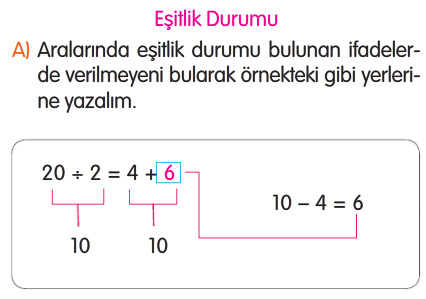 Eşitlik Durumu
A) Aralarında eşitlik durumu bulunan ifadeler-
de verilmeyeni bularak örnekteki gibi yerleri-
ne yazalım.
20 ÷ 2 = 4 + 6
10 – 4 = 6
10 10